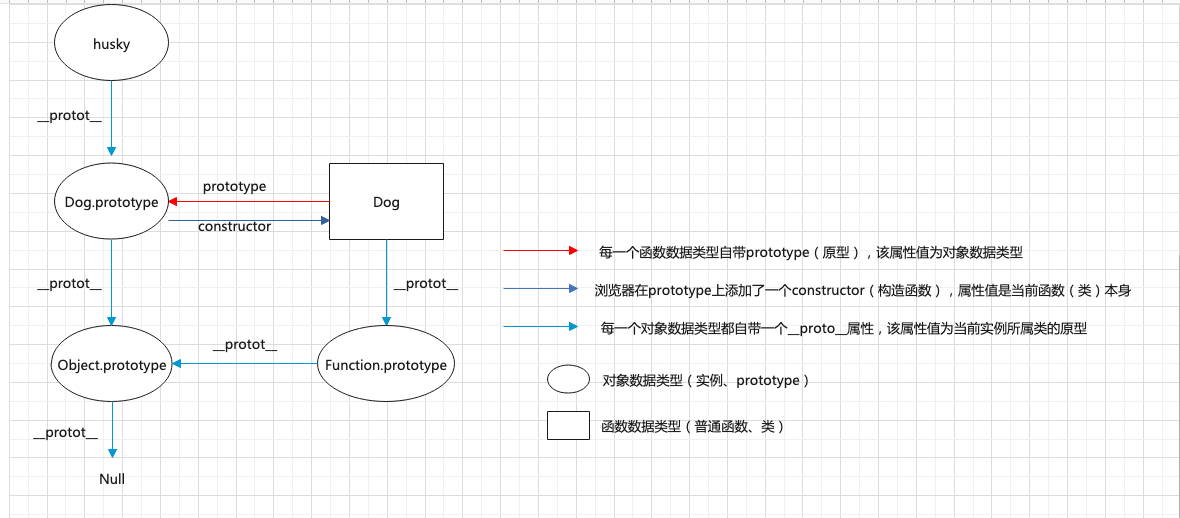 husky
__protot__
Dog.prototype
prototype
constructor
Dog
__protot__
__protot__
Object.prototype
__protot__
Function.prototype
__protot__
Null
每一个函数数据类型自带prototype（原型），该属性值为对象数据类型
浏览器在prototype上添加了一个constructor（构造函数），属性值是当前函数（类）本身
每一个对象数据类型都自带一个__proto__属性，该属性值为当前实例所属类的原型
对象数据类型（实例、prototype）
函数数据类型（普通函数、类）